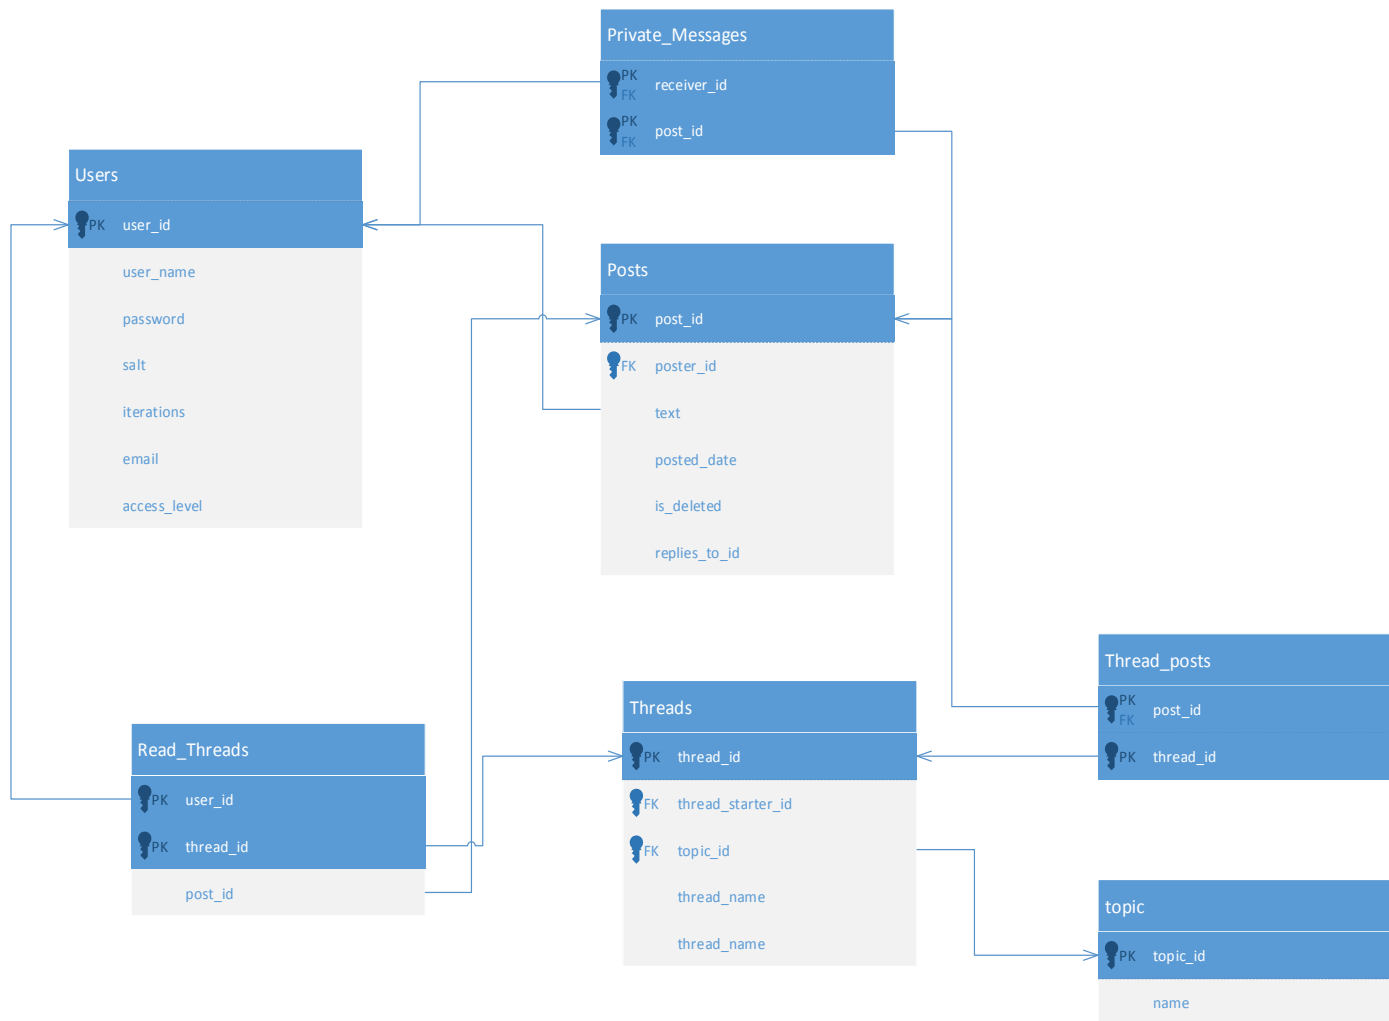 Private_Messages
PK
FK receiver_id
PK
FK post_id
Users
PK user_id
user_name
password
salt
iterations
email
access_level
Posts
PK post_id
FK poster_id
text
posted_date
is_deleted
replies_to_id
Thread_posts
PK
FK post_id
PK thread_id
Threads
PK thread_id
FK thread_starter_id
FK topic_id
thread_name
thread_name
Read_Threads
PK user_id
PK thread_id
post_id
topic
PK topic_id
name